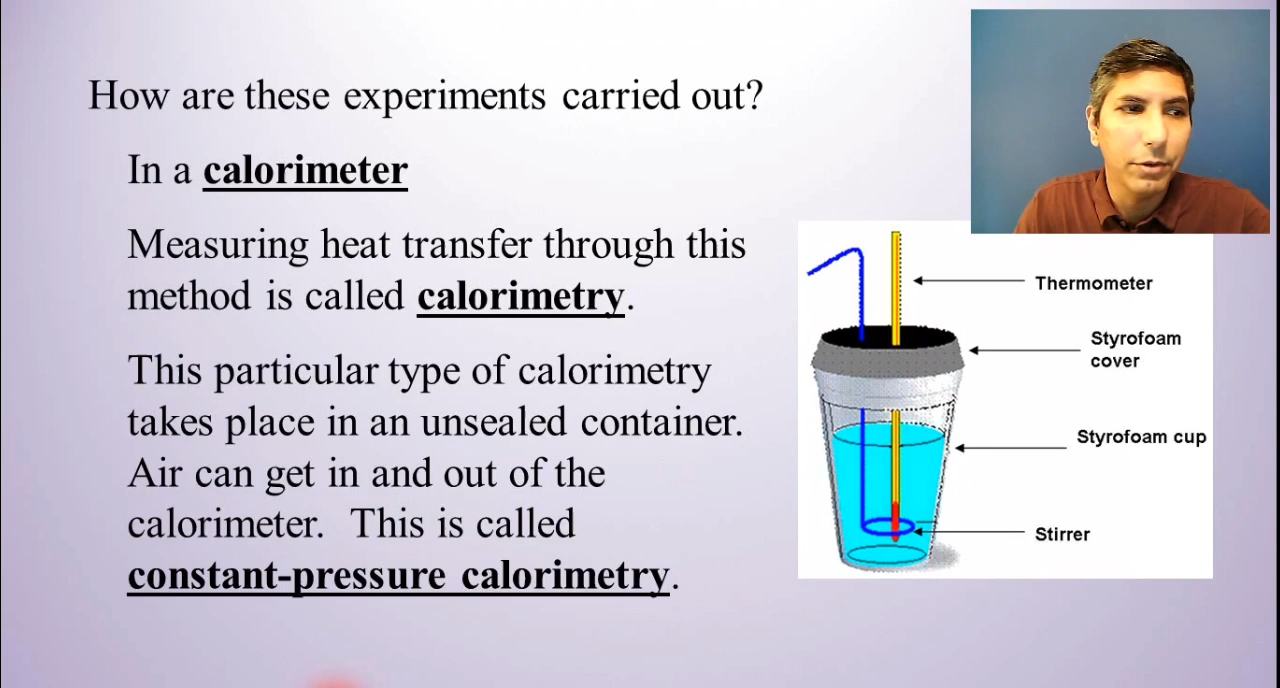 How are these experiments carried out?
In a calorimeter
Measuring heat transfer through this
method is called calorimetry.
This particular type of calorimetry
takes place in an unsealed container.
Air can get in and out of the
calorimeter.  This is called
constant-pressure calorimetry.
Thermometer
Styrofoam
cover
Styrofoam cup
Stirrer